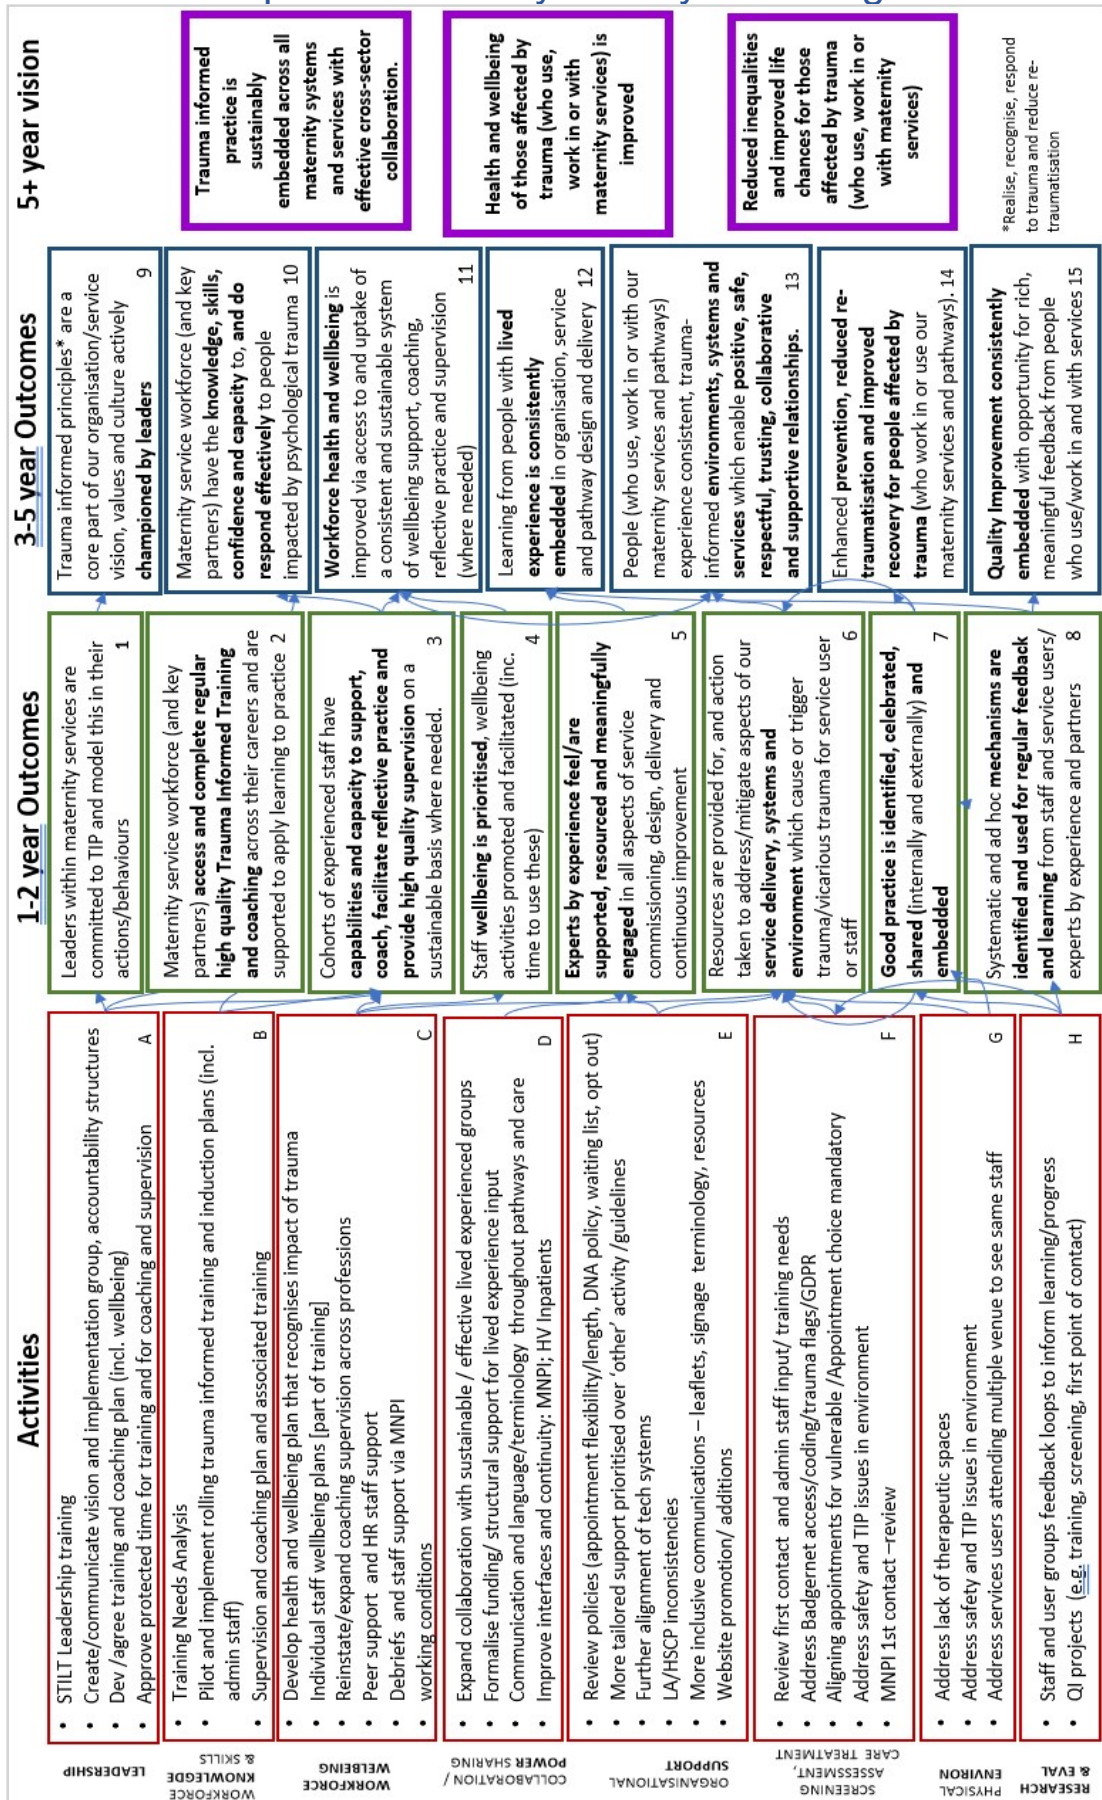 Activities
1-2 year Outcomes
3-5 year Outcomes
5+ year vision
LEADERSHIP
• STILT Leadership training
• Create/communicate vision and implementation group, accountability structures
• Dev /agree training and coaching plan (incl. wellbeing)
• Approve protected time for training and for coaching and supervision
A
WORKFORCE
KNOWLEGDE
& SKILLS
• Training Needs Analysis
• Pilot and implement rolling trauma informed training and induction plans (incl.
admin staff)
• Supervision and coaching plan and associated training
B
WORKFORCE
WELBEING
• Develop health and wellbeing plan that recognises impact of trauma
• Individual staff wellbeing plans [part of training]
• Reinstate/expand coaching supervision across professions
• Peer support and HR staff support
• Debriefs and staff support via MNPI
• working conditions
C
COLLABORATION /
POWER SHARING
• Expand collaboration with sustainable / effective lived experienced groups
• Formalise funding/ structural support for lived experience input
• Communication and language/terminology throughout pathways and care
• Improve interfaces and continuity: MNPI; HV Inpatients
D
ORGANISATIONAL
SUPPORT
• Review policies (appointment flexibility/length, DNA policy, waiting list, opt out)
• More tailored support prioritised over ‘other’ activity /guidelines
• Further alignment of tech systems
• LA/HSCP inconsistencies
• More inclusive communications – leaflets, signage terminology, resources
• Website promotion/ additions
E
SCREENING
ASSESSMENT,
CARE TREATMENT
• Review first contact and admin staff input/ training needs
• Address Badgernet access/coding/trauma flags/GDPR
• Aligning appointments for vulnerable /Appointment choice mandatory
• Address safety and TIP issues in environment
• MNPI 1st contact –review
F
PHYSICAL
ENVIRON
• Address lack of therapeutic spaces
• Address safety and TIP issues in environment
• Address services users attending multiple venue to see same staff
G
RESEARCH
& EVAL
• Staff and user groups feedback loops to inform learning/progress
• QI projects (e.g. training, screening, first point of contact)
H
Leaders within maternity services are
committed to TIP and model this in their
actions/behaviours 1
Maternity service workforce (and key
partners) access and complete regular
high quality Trauma Informed Training
and coaching across their careers and are
supported to apply learning to practice 2
Cohorts of experienced staff have
capabilities and capacity to support,
coach, facilitate reflective practice and
provide high quality supervision on a
sustainable basis where needed. 3
Staff wellbeing is prioritised, wellbeing
activities promoted and facilitated (inc.
time to use these) 4
Experts by experience feel/are
supported, resourced and meaningfully
engaged in all aspects of service
commissioning, design, delivery and
continuous improvement 5
Resources are provided for, and action
taken to address/mitigate aspects of our
service delivery, systems and
environment which cause or trigger
trauma/vicarious trauma for service user
or staff 6
Good practice is identified, celebrated,
shared (internally and externally) and
embedded 7
Systematic and ad hoc mechanisms are
identified and used for regular feedback
and learning from staff and service users/
experts by experience and partners 8
Trauma informed principles* are a
core part of our organisation/service
vision, values and culture actively
championed by leaders 9
Maternity service workforce (and key
partners) have the knowledge, skills,
confidence and capacity to, and do
respond effectively to people
impacted by psychological trauma 10
Workforce health and wellbeing is
improved via access to and uptake of
a consistent and sustainable system
of wellbeing support, coaching,
reflective practice and supervision
(where needed) 11
Learning from people with lived
experience is consistently
embedded in organisation, service
and pathway design and delivery 12
People (who use, work in or with our
maternity services and pathways)
experience consistent, trauma-
informed environments, systems and
services which enable positive, safe,
respectful, trusting, collaborative
and supportive relationships. 13
Enhanced prevention, reduced re-
traumatisation and improved
recovery for people affected by
trauma (who work in or use our
maternity services and pathways). 14
Quality Improvement consistently
embedded with opportunity for rich,
meaningful feedback from people
who use/work in and with services 15
Trauma informed
practice is
sustainably
embedded across all
maternity systems
and services with
effective cross-sector
collaboration.
Health and wellbeing
of those affected by
trauma (who use,
work in or with
maternity services) is
improved
Reduced inequalities
and improved life
chances for those
affected by trauma
(who use, work in or
with maternity
services)
*Realise, recognise, respond
to trauma and reduce re-
traumatisation